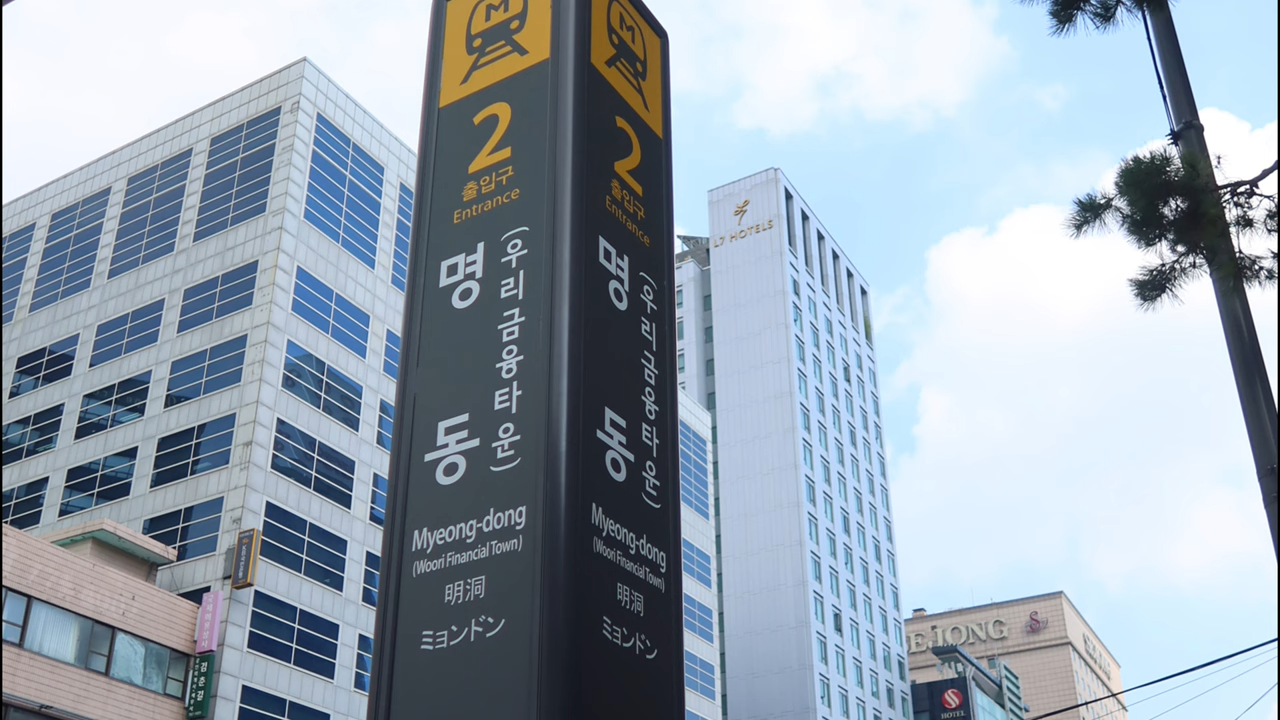 M
2
출입구
Entrance
명동
(우리금융타운)
Myeong-dong
(Woori Financial Town)
明洞
ミョンドン
M
2
출입구
Entrance
명동
(우리금융타운)
Myeong-dong
(Woori Financial Town)
明洞
ミョンドン
L7 HOTELS
EJONG
HOTEL